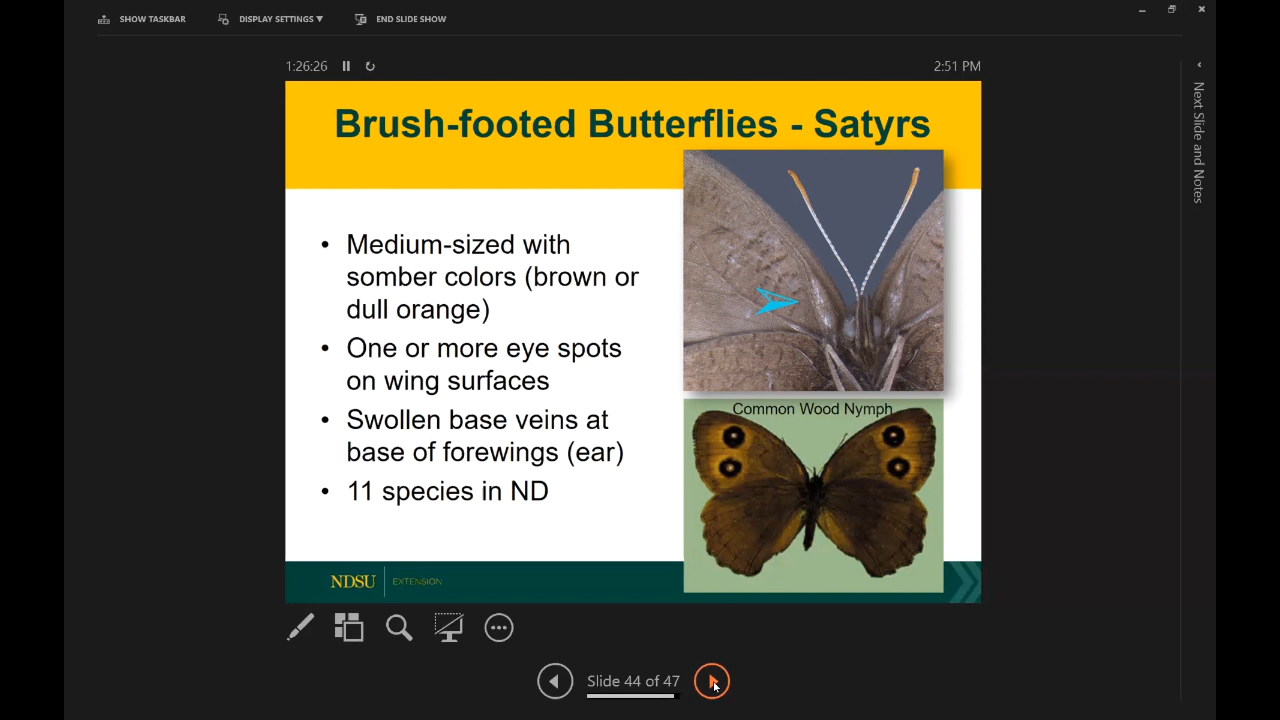 SHOW TASKBAR
DISPLAY SETTINGS ▼
END SLIDE SHOW
1:26:26
2:51 PM
Next Slide and Notes
Brush-footed Butterflies - Satyrs
• Medium-sized with
somber colors (brown or
dull orange)
• One or more eye spots
on wing surfaces
• Swollen base veins at
base of forewings (ear)
• 11 species in ND
Common Wood Nymph
NDSU
EXTENSION
Slide 44 of 47